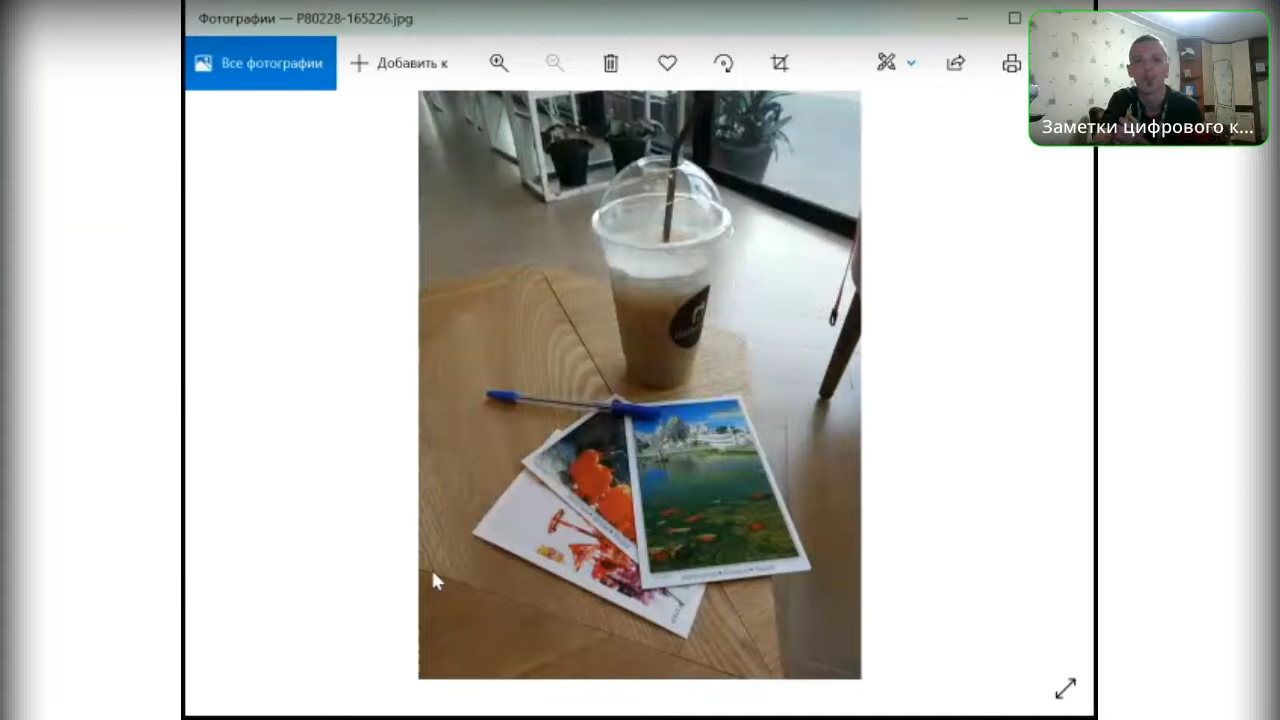 Фотографии — P80228-165226.jpg
Все фотографии
Добавить к
Заметки цифрового к...